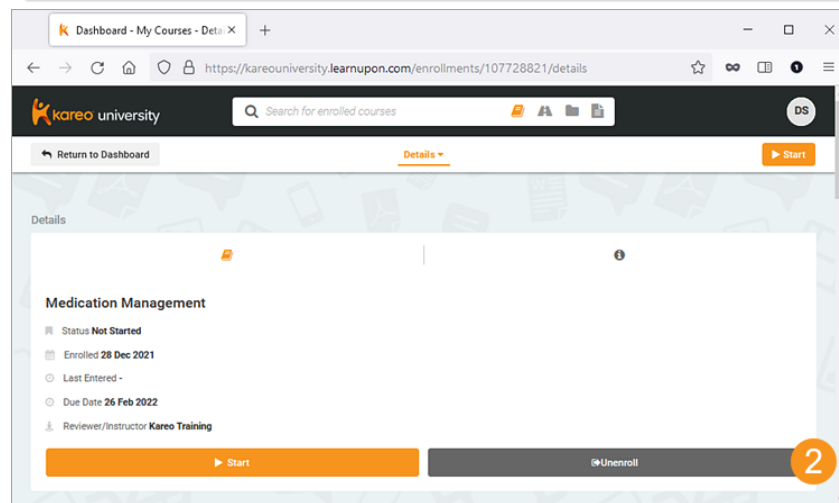 Dashboard - My Courses - Deta
https://kareouniversity.learnupon.com/enrollments/107728821/details
kareo university
Search for enrolled courses
DS
Return to Dashboard
Details
Start
Details
Medication Management
Status Not Started
Enrolled 28 Dec 2021
Last Entered -
Due Date 26 Feb 2022
Reviewer/Instructor Kareo Training
Start
Unenroll
2